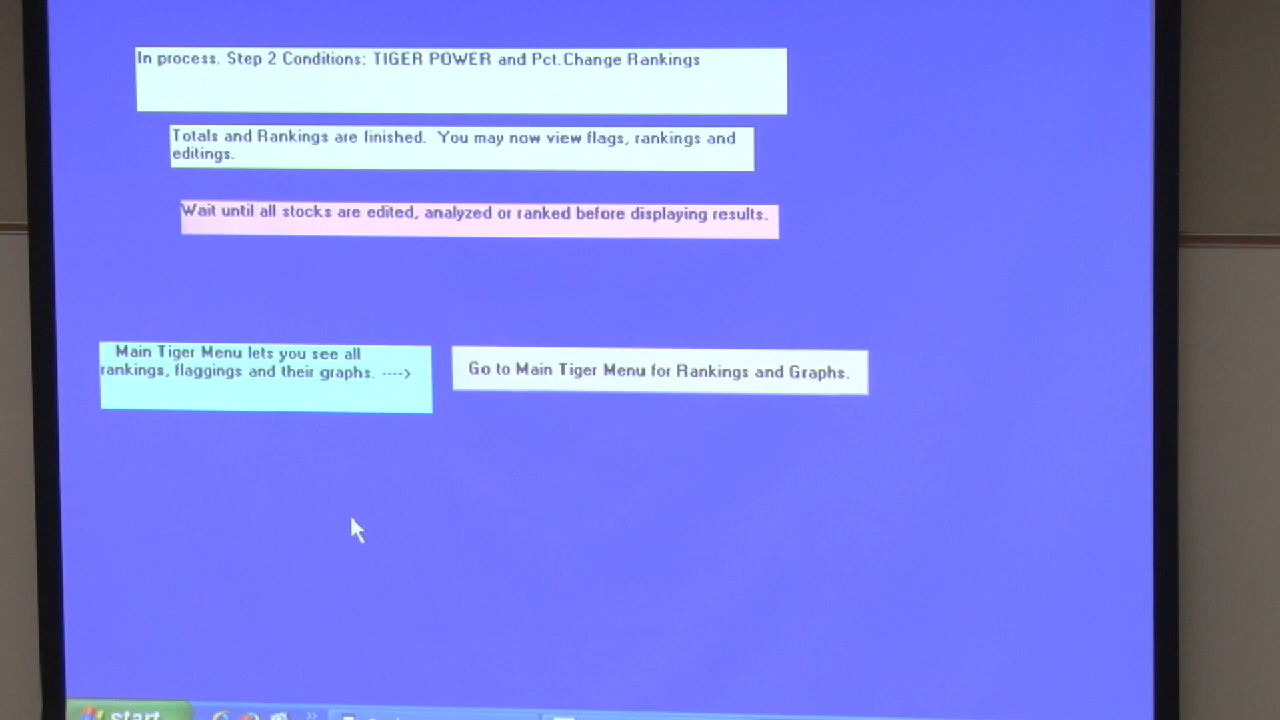 In process. Step 2 Conditions: TIGER POWER and Pct.Change Rankings
Totals and Rankings are finished.  You may now view flags, rankings and
editings.
Wait until all stocks are edited, analyzed or ranked before displaying results.
Main Tiger Menu lets you see all
rankings, flaggings and their graphs. ---->
Go to Main Tiger Menu for Rankings and Graphs.
start